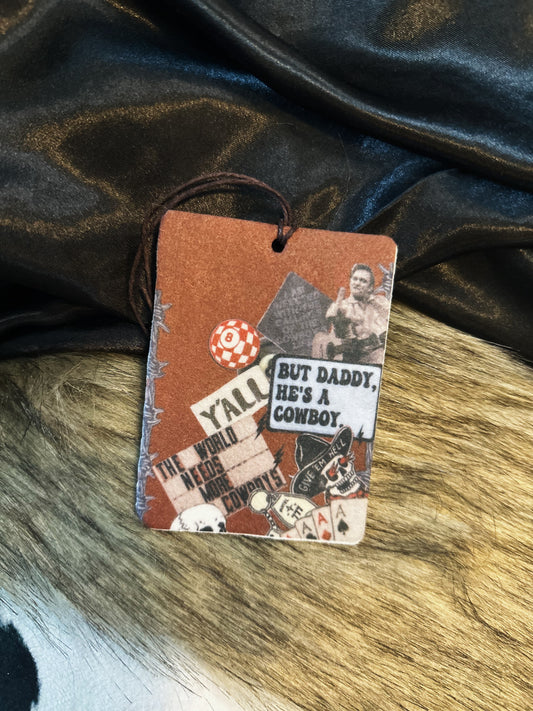 8
BUT DADDY,
HE'S A
COWBOY.
Y'ALL
THE WORLD
NEEDS
MORE
COWBOYS!
GIVE 'EM HELL
A A A A